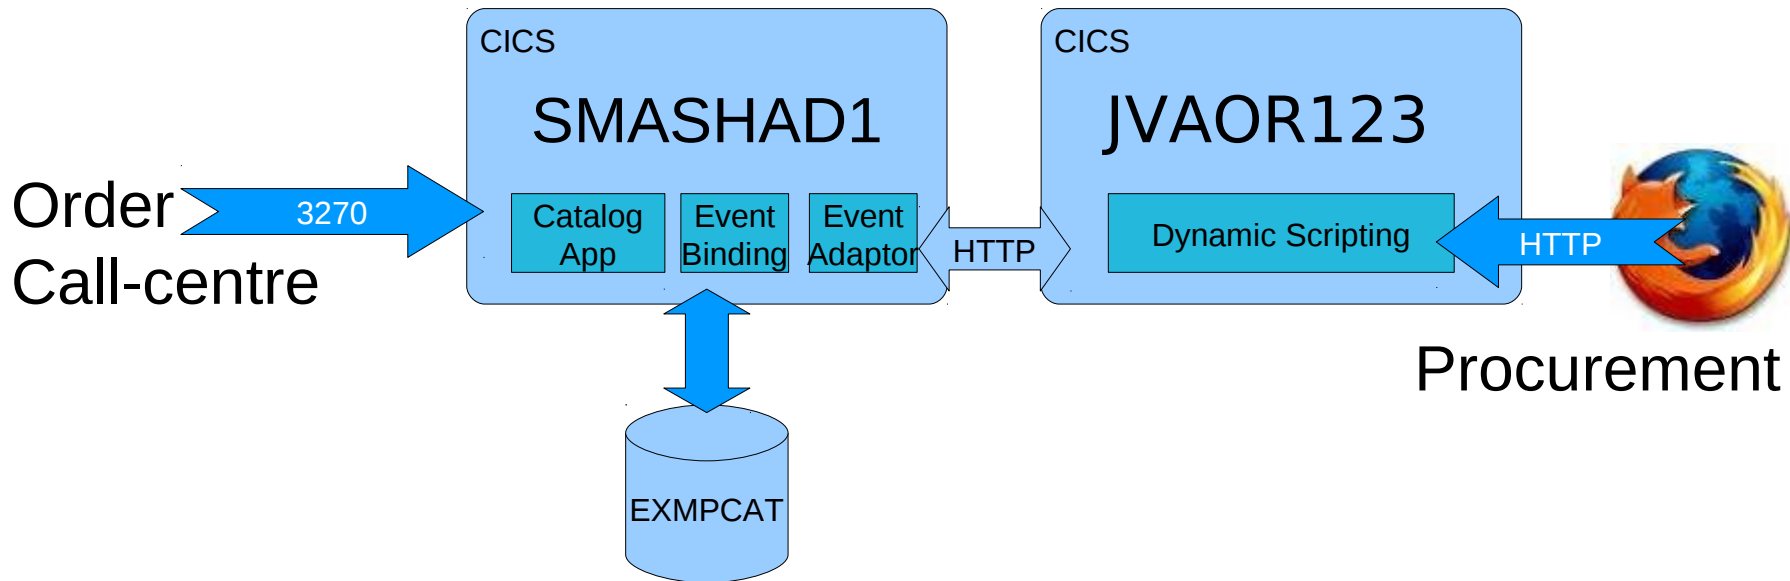 CICS
SMASHAD1
Catalog
App
Event
Binding
Event
Adaptor
CICS
JVAOR123
Dynamic Scripting
Order
Call-centre
3270
HTTP
HTTP
Procurement
EXMPCAT